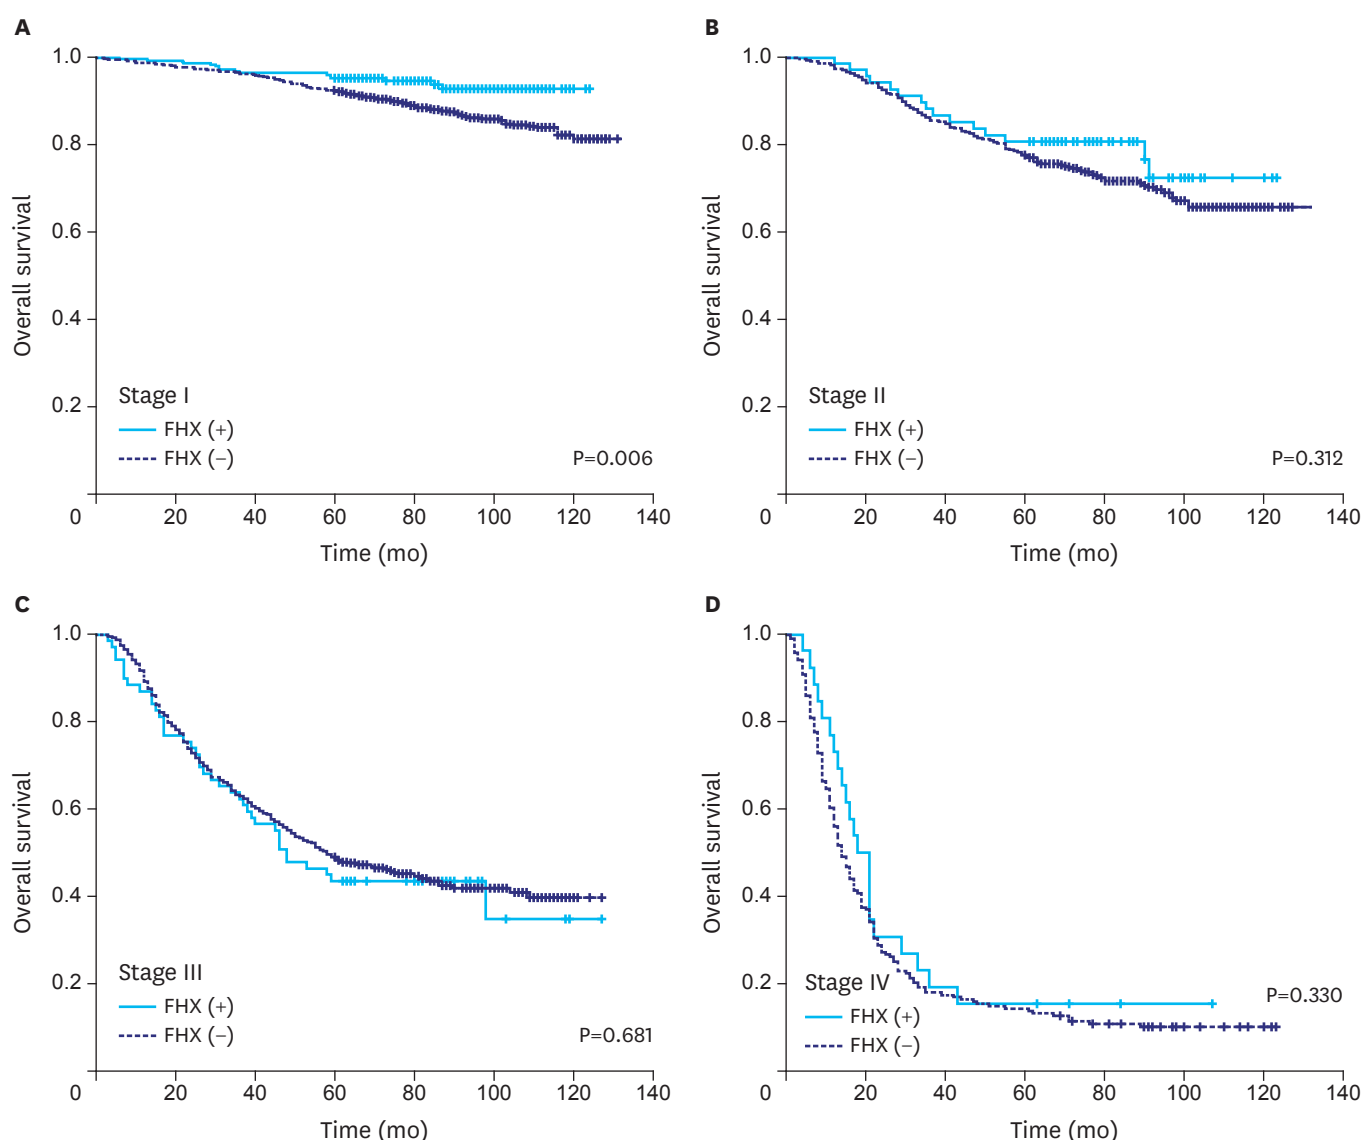 A
1.0
0.8
0.6
0.4
0.2
0
20
40
60
80
100
120
140
Overall survival
Time (mo)
Stage I
FHX (+)
FHX (−)
P=0.006
B
1.0
0.8
0.6
0.4
0.2
0
20
40
60
80
100
120
140
Overall survival
Time (mo)
Stage II
FHX (+)
FHX (−)
P=0.312
C
1.0
0.8
0.6
0.4
0.2
0
20
40
60
80
100
120
140
Overall survival
Time (mo)
Stage III
FHX (+)
FHX (−)
P=0.681
D
1.0
0.8
0.6
0.4
0.2
0
20
40
60
80
100
120
140
Overall survival
Time (mo)
Stage IV
FHX (+)
FHX (−)
P=0.330